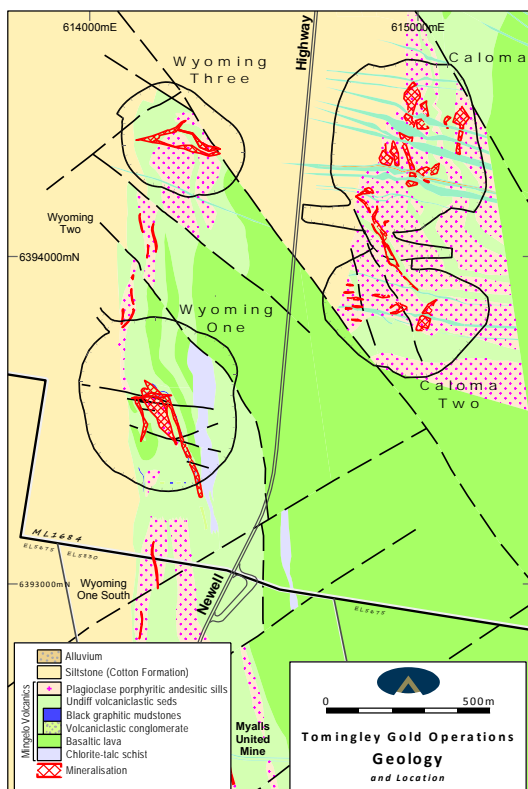 614000mE
615000mE
Highway
Wyoming
Three
Caloma
Wyoming
Two
6394000mN
Wyoming
One
Caloma
Two
ML1684
EL5675
EL5830
Wyoming
One South
6393000mN
Newell
EL5675
Alluvium
Siltstone (Cotton Formation)
Mingelo Volcanics
Plagioclase porphyritic andesitic sills
Undiff volcaniclastic seds
Black graphitic mudstones
Volcaniclastic conglomerate
Basaltic lava
Chlorite-talc schist
Mineralisation
Myalls
United
Mine
0 500m
Tomingley Gold Operations
Geology
and Location